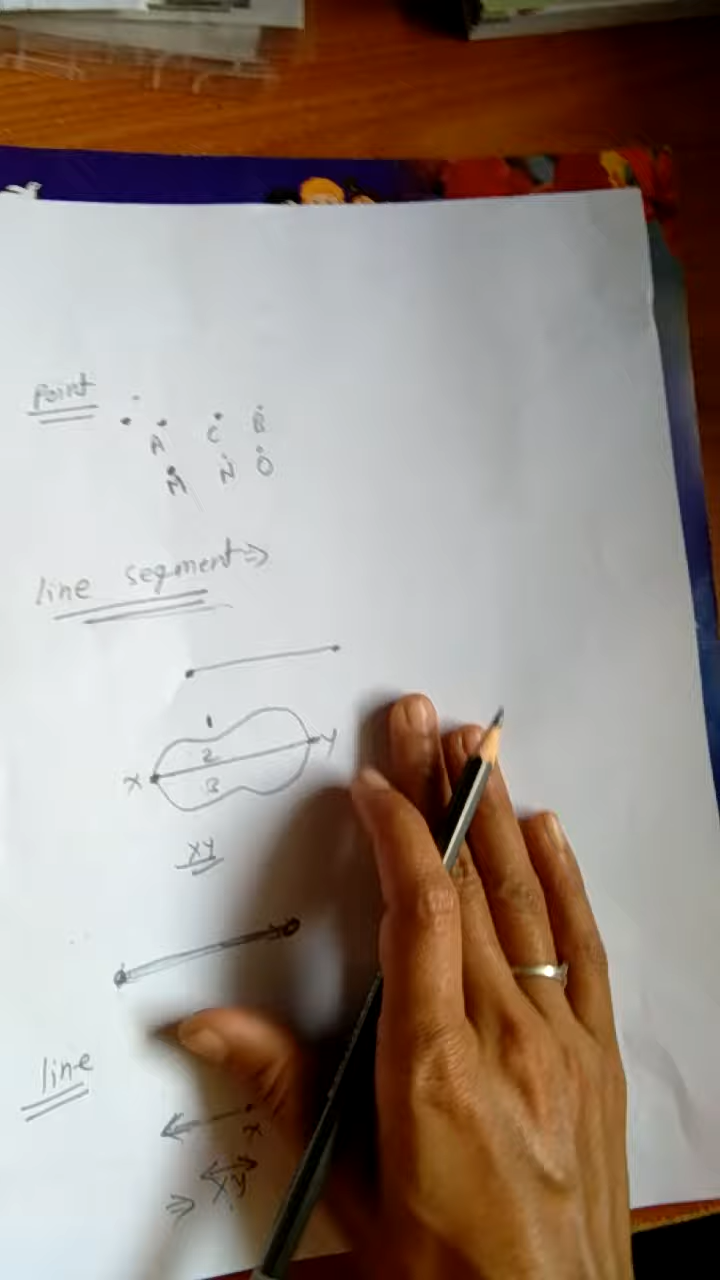 Point
A C B
M N O
line segment ⇒
1
2
X Y
3
XY
line
X
⇒ XY